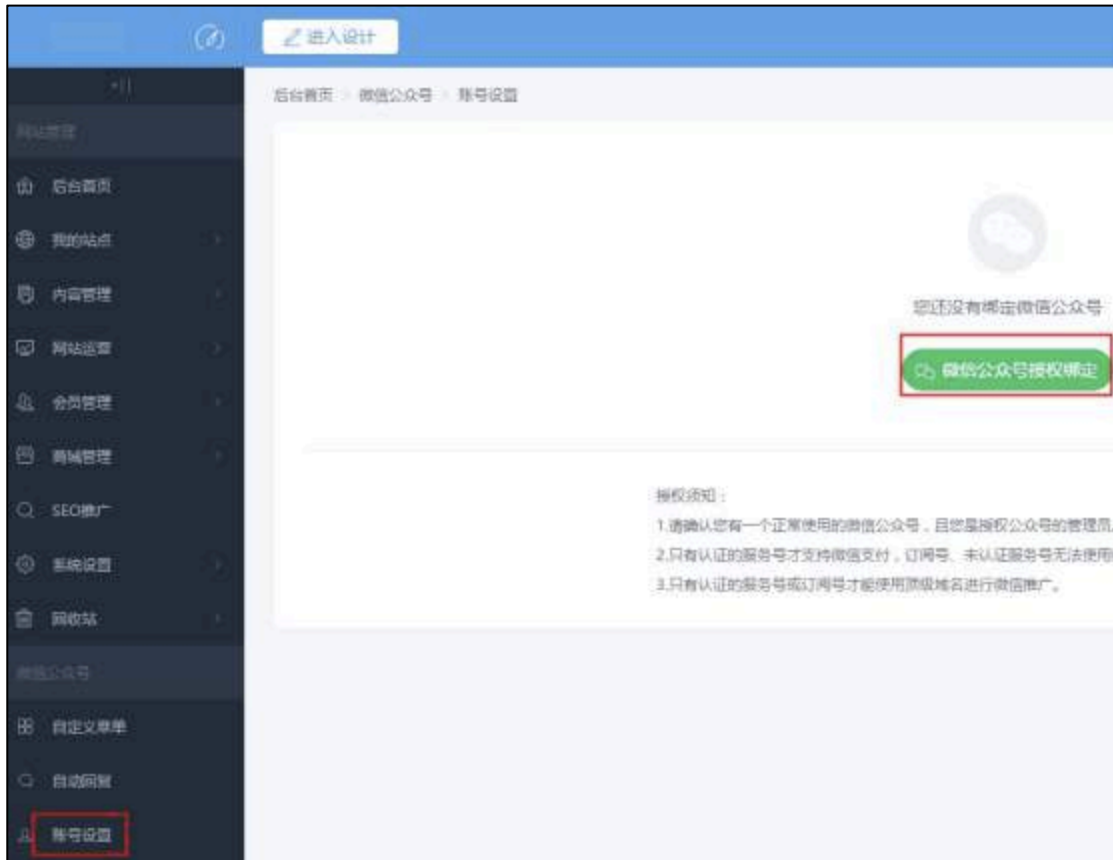 进入设计
后台首页 > 微信公众号 > 账号设置
网站管理
后台首页
我的站点
内容管理
网站运营
会员管理
商城管理
SEO推广
系统设置
回收站
微信公众号
自定义菜单
自动回复
账号设置
您还没有绑定微信公众号
微信公众号授权绑定
授权须知：
1.请确认您有一个正常使用的微信公众号，且您是授权公众号的管理员
2.只有认证的服务号才支持微信支付，订阅号、未认证服务号无法使用
3.只有认证的服务号或订阅号才能使用顶级域名进行微信推广。